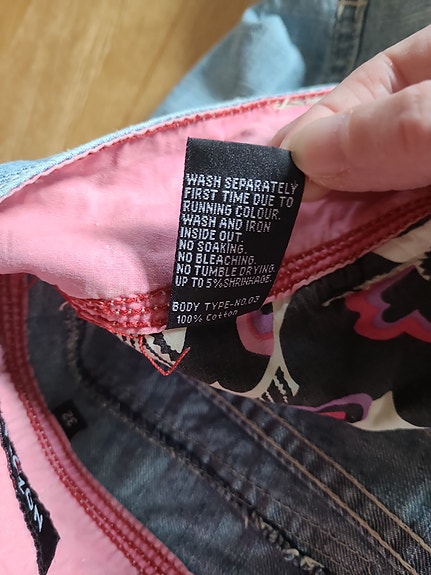 WASH SEPARATELY
FIRST TIME DUE TO
RUNNING COLOUR.
WASH AND IRON
INSIDE OUT.
NO SOAKING.
NO BLEACHING.
NO TUMBLE DRYING.
UP TO 5%SHRINKAGE.
BODY TYPE-NO.03
100% Cotton
32